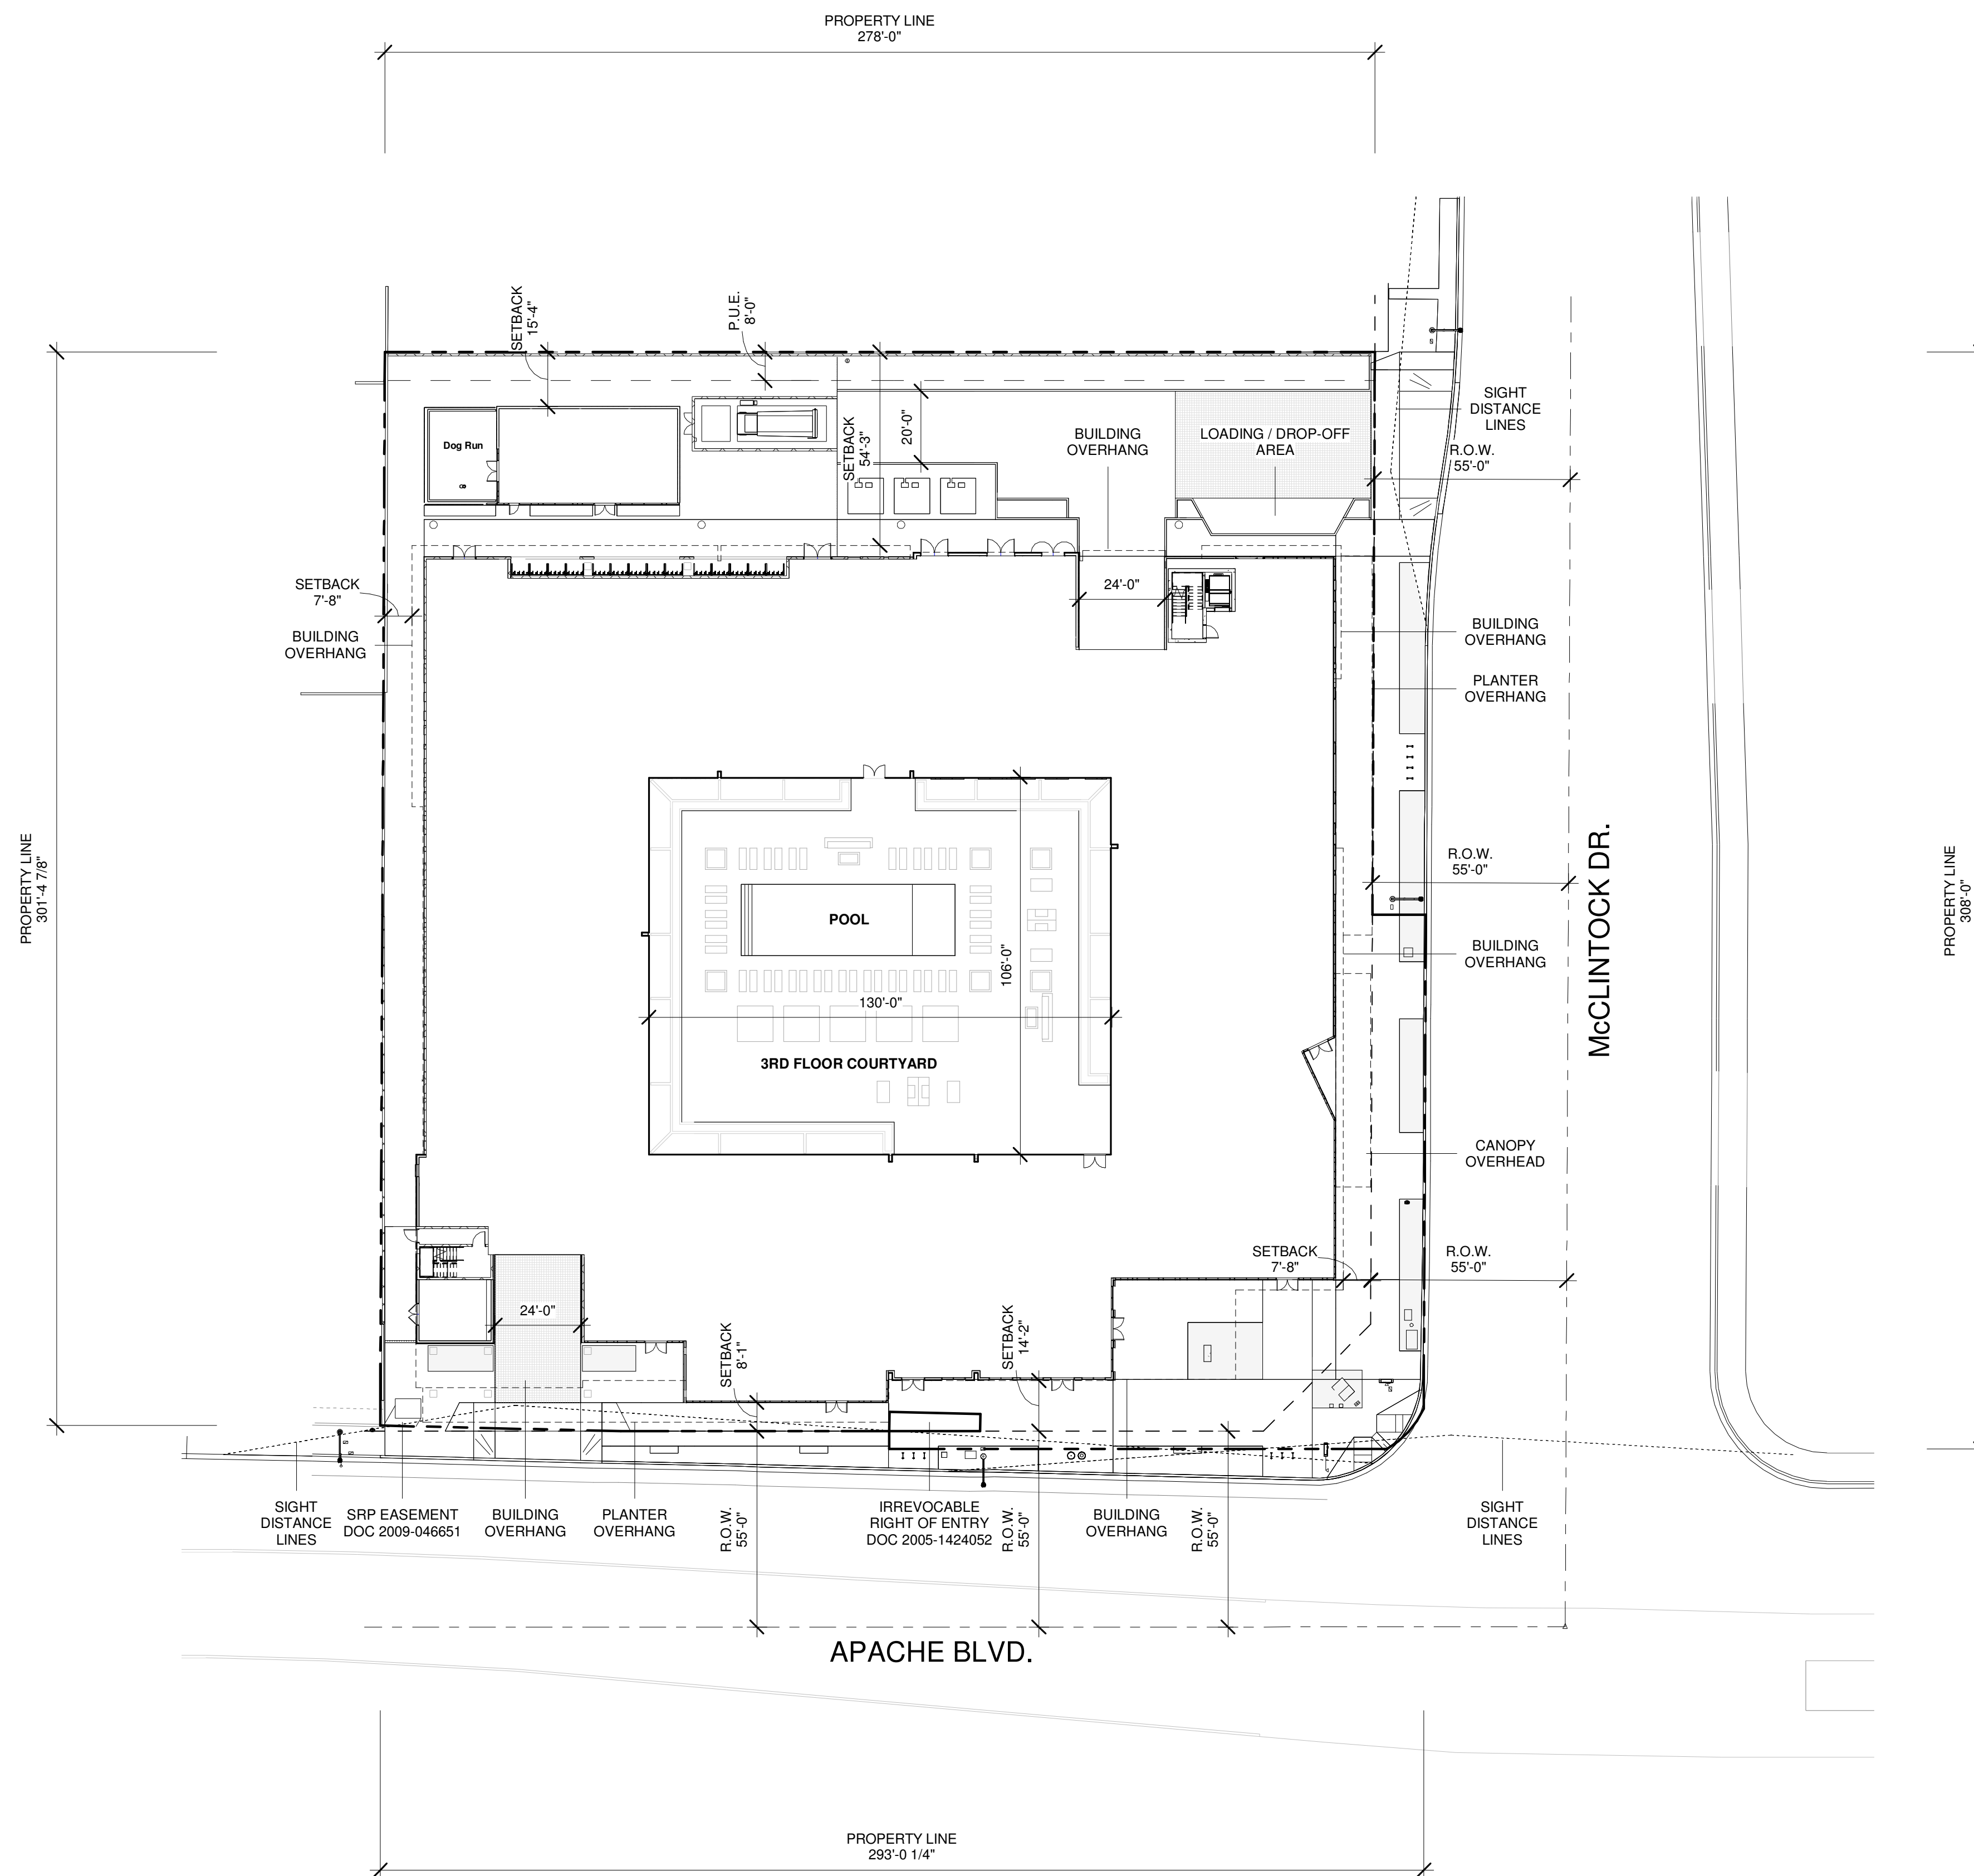 PROPERTY LINE
278'-0"
SETBACK
15'-4"
P.U.E.
8'-0"
SETBACK
54'-3"
20'-0"
BUILDING
OVERHANG
LOADING / DROP-OFF
AREA
SIGHT
DISTANCE
LINES
R.O.W.
55'-0"
Dog Run
SETBACK
7'-8"
BUILDING
OVERHANG
24'-0"
BUILDING
OVERHANG
PLANTER
OVERHANG
PROPERTY LINE
301'-4 7/8"
POOL
106'-0"
130'-0"
3RD FLOOR COURTYARD
R.O.W.
55'-0"
BUILDING
OVERHANG
McCLINTOCK DR.
PROPERTY LINE
308'-0"
CANOPY
OVERHEAD
SETBACK
7'-8"
R.O.W.
55'-0"
24'-0"
SETBACK
8'-1"
SETBACK
14'-2"
SIGHT
DISTANCE
LINES
SRP EASEMENT
DOC 2009-046651
BUILDING
OVERHANG
PLANTER
OVERHANG
R.O.W.
55'-0"
IRREVOCABLE
RIGHT OF ENTRY
DOC 2005-1424052
R.O.W.
55'-0"
BUILDING
OVERHANG
R.O.W.
55'-0"
SIGHT
DISTANCE
LINES
APACHE BLVD.
PROPERTY LINE
293'-0 1/4"